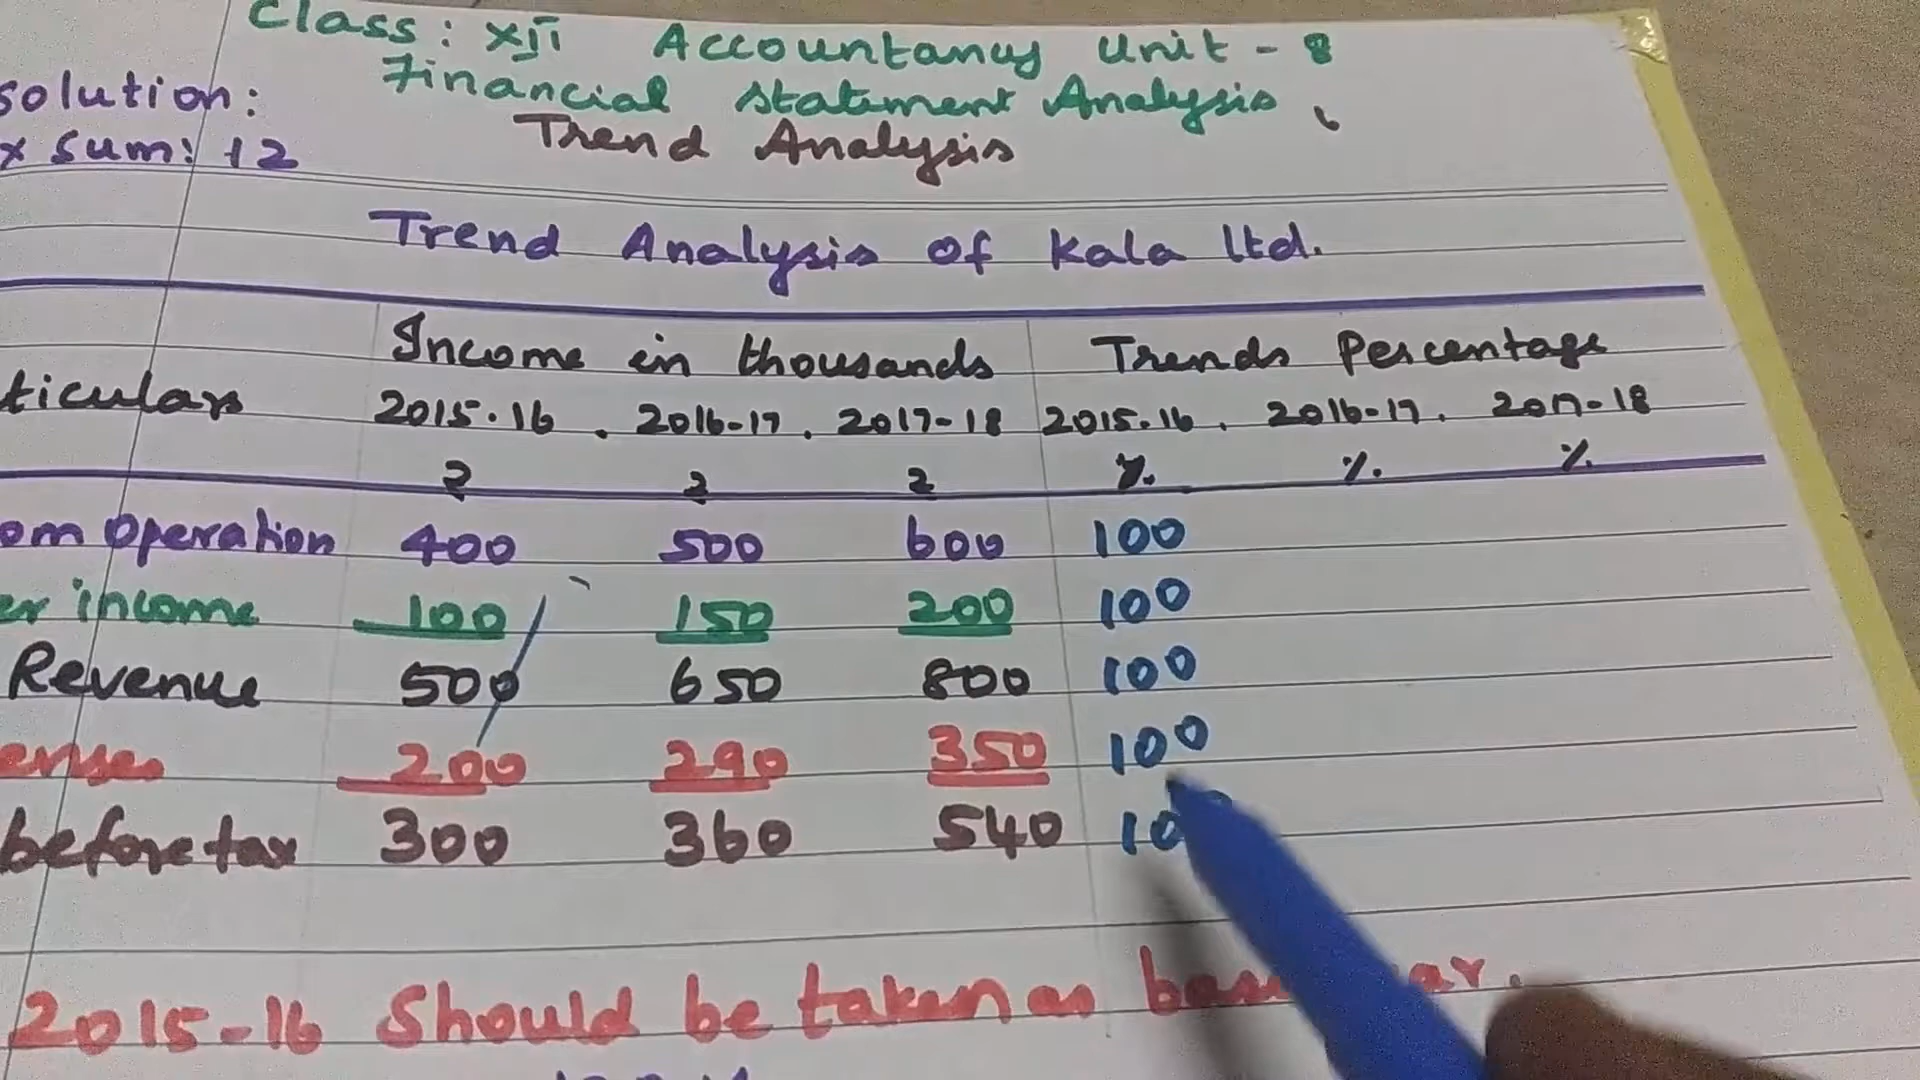 Class: XII Accountancy Unit - 8
solution: Financial Statement Analysis
x sum: 12 Trend Analysis
Trend Analysis of Kala ltd.
Income in thousands Trends Percentage
ticulars 2015.16 . 2016-17 . 2017-18 2015.16 . 2016-17 . 2017-18
₹ ₹ ₹ %. %. %.
om Operation 400 500 600 100
er income 100 150 200 100
Revenue 500 650 800 100
enses 200 290 350 100
before tax 300 360 540 10
2015-16 Should be taken as bas ar.